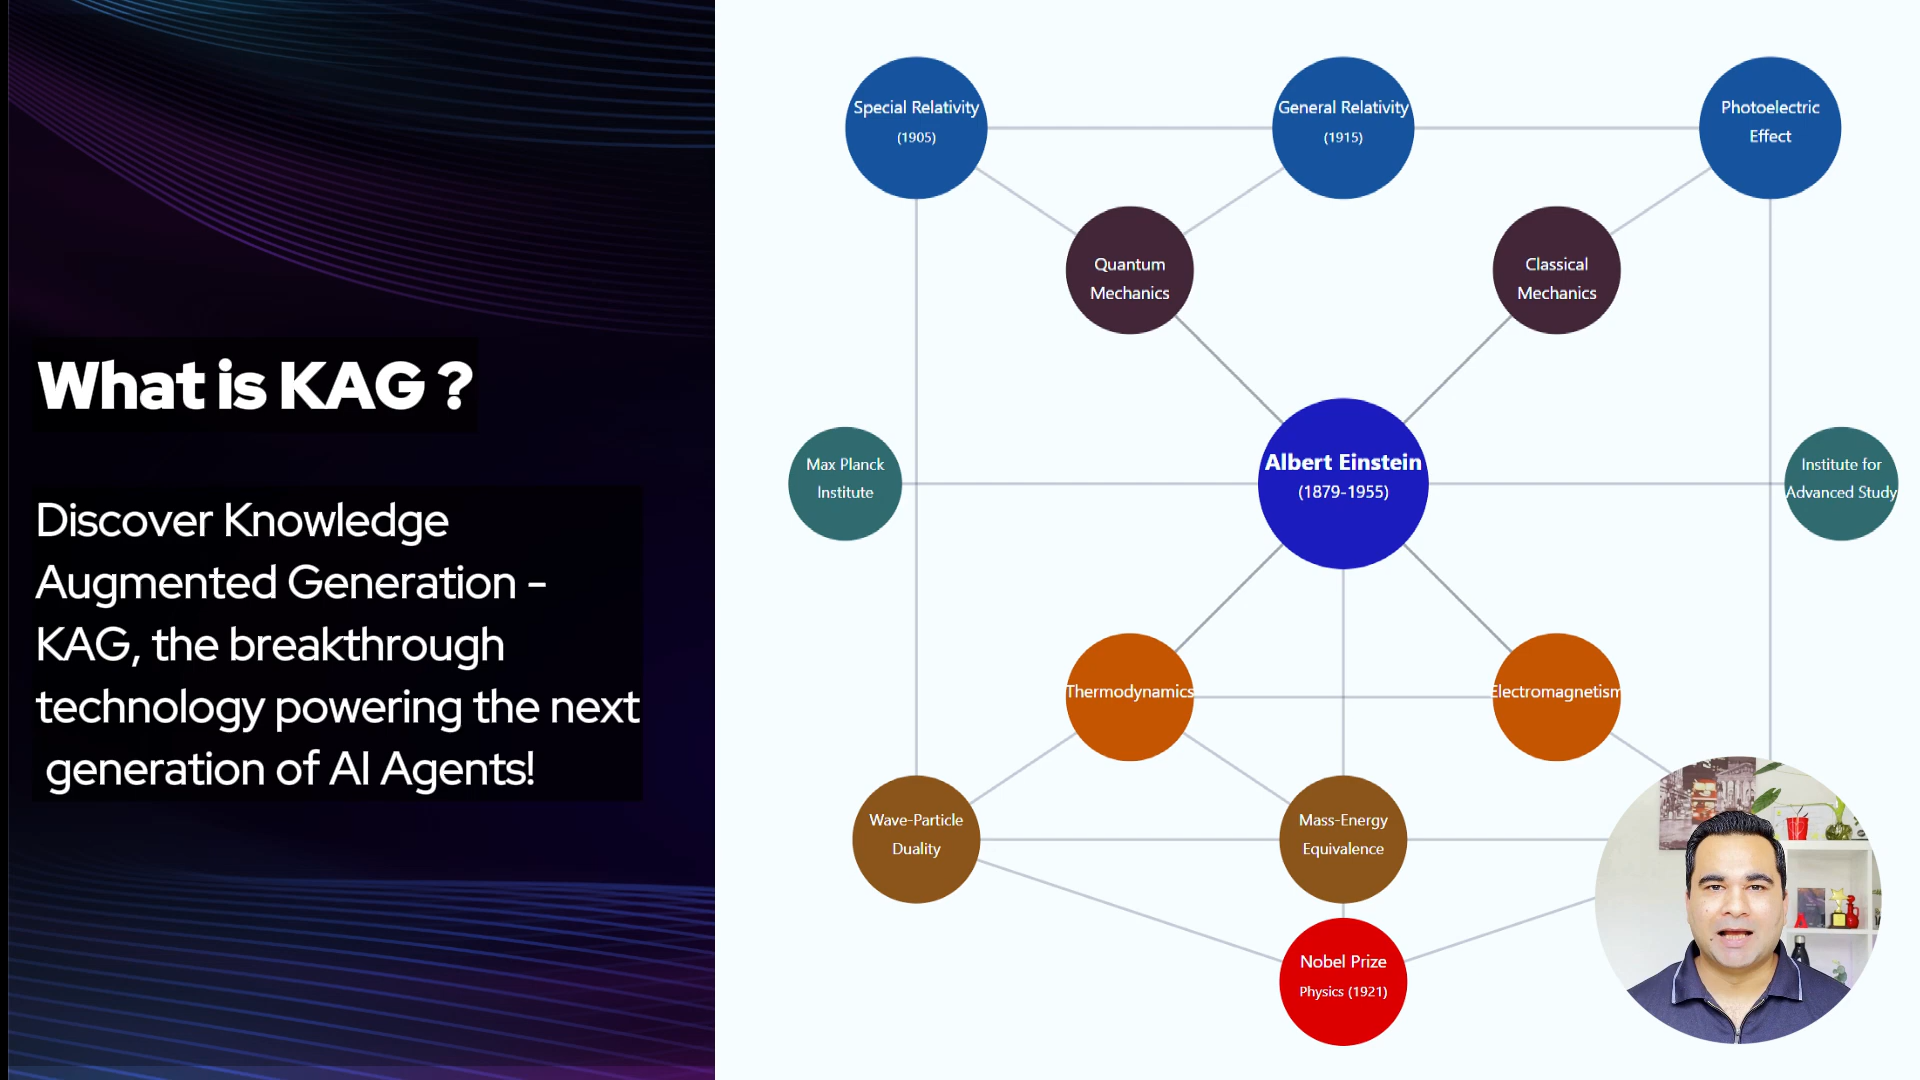 What is KAG ?
Discover Knowledge
Augmented Generation -
KAG, the breakthrough
technology powering the next
generation of AI Agents!
Special Relativity
(1905)
General Relativity
(1915)
Photoelectric
Effect
Quantum
Mechanics
Classical
Mechanics
Max Planck
Institute
Albert Einstein
(1879-1955)
Institute for
Advanced Study
Thermodynamics
Electromagnetism
Wave-Particle
Duality
Mass-Energy
Equivalence
Nobel Prize
Physics (1921)